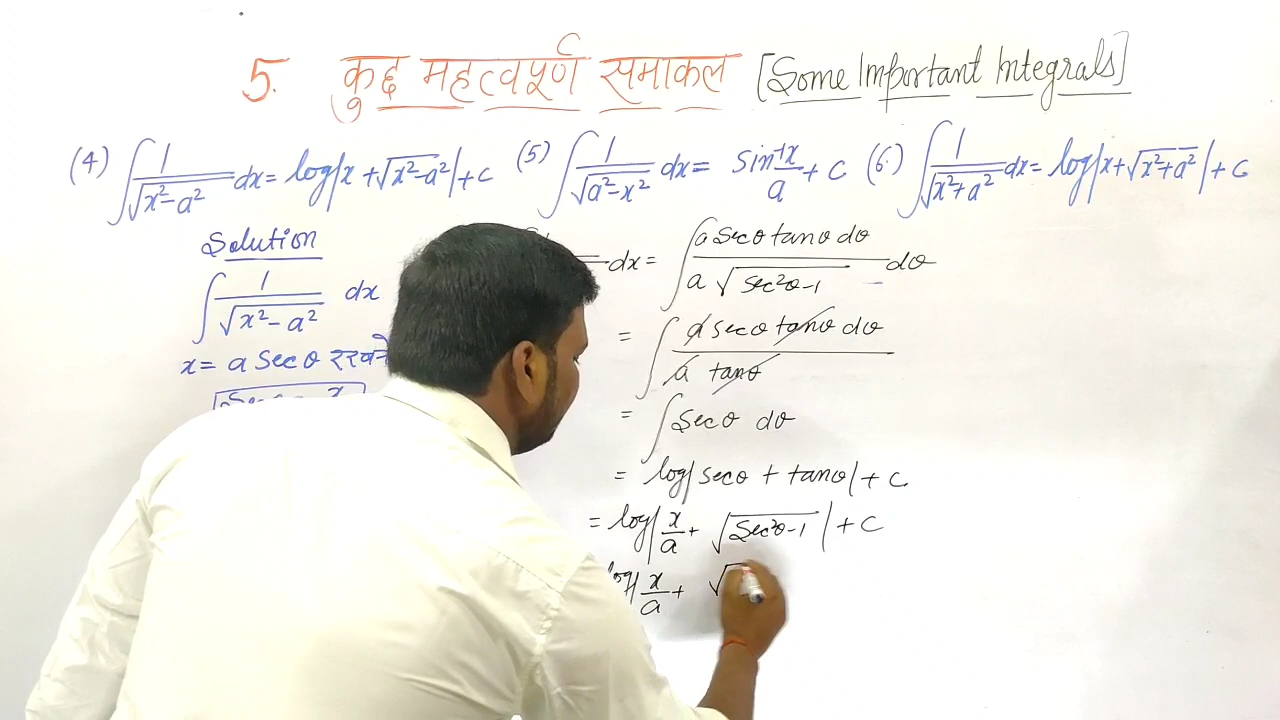 5. कुछ महत्वपूर्ण समाकल [Some Important Integrals]
(4) ∫ 1/√(x²-a²) dx = log|x + √(x²-a²)| + c (5) ∫ 1/√(a²-x²) dx = sin⁻¹ x/a + c (6) ∫ 1/√(x²+a²) dx = log|x+√(x²+a²)| + c
Solution
∫ 1/√(x²-a²) dx
x = a sec θ रखने
dx = ∫ a secθ tanθ dθ / a √(sec²θ-1) dθ
= ∫ a secθ tanθ dθ / a tanθ
= ∫ secθ dθ
= log|secθ + tanθ| + c
= log|x/a + √(sec²θ-1)| + c
log|x/a + √